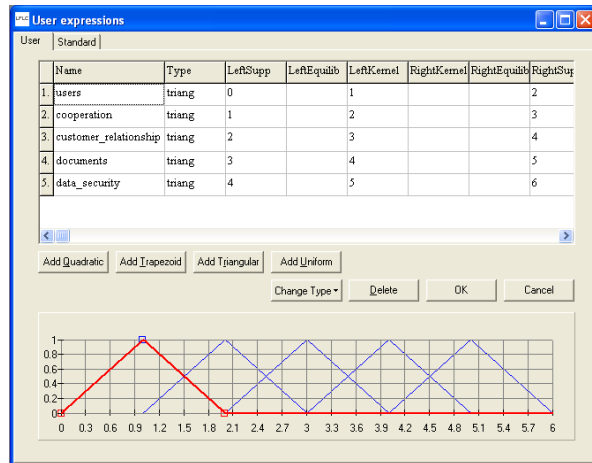 LFLC User expressions
User Standard
Name Type LeftSupp LeftEquilib LeftKernel RightKernel RightEquilib RightSup
1. users triang 0 1 2
2. cooperation triang 1 2 3
3. customer_relationship triang 2 3 4
4. documents triang 3 4 5
5. data_security triang 4 5 6
Add Quadratic Add Trapezoid Add Triangular Add Uniform
Change Type Delete OK Cancel
1
0.8
0.6
0.4
0.2
0
0 0.3 0.6 0.9 1.2 1.5 1.8 2.1 2.4 2.7 3 3.3 3.6 3.9 4.2 4.5 4.8 5.1 5.4 5.7 6